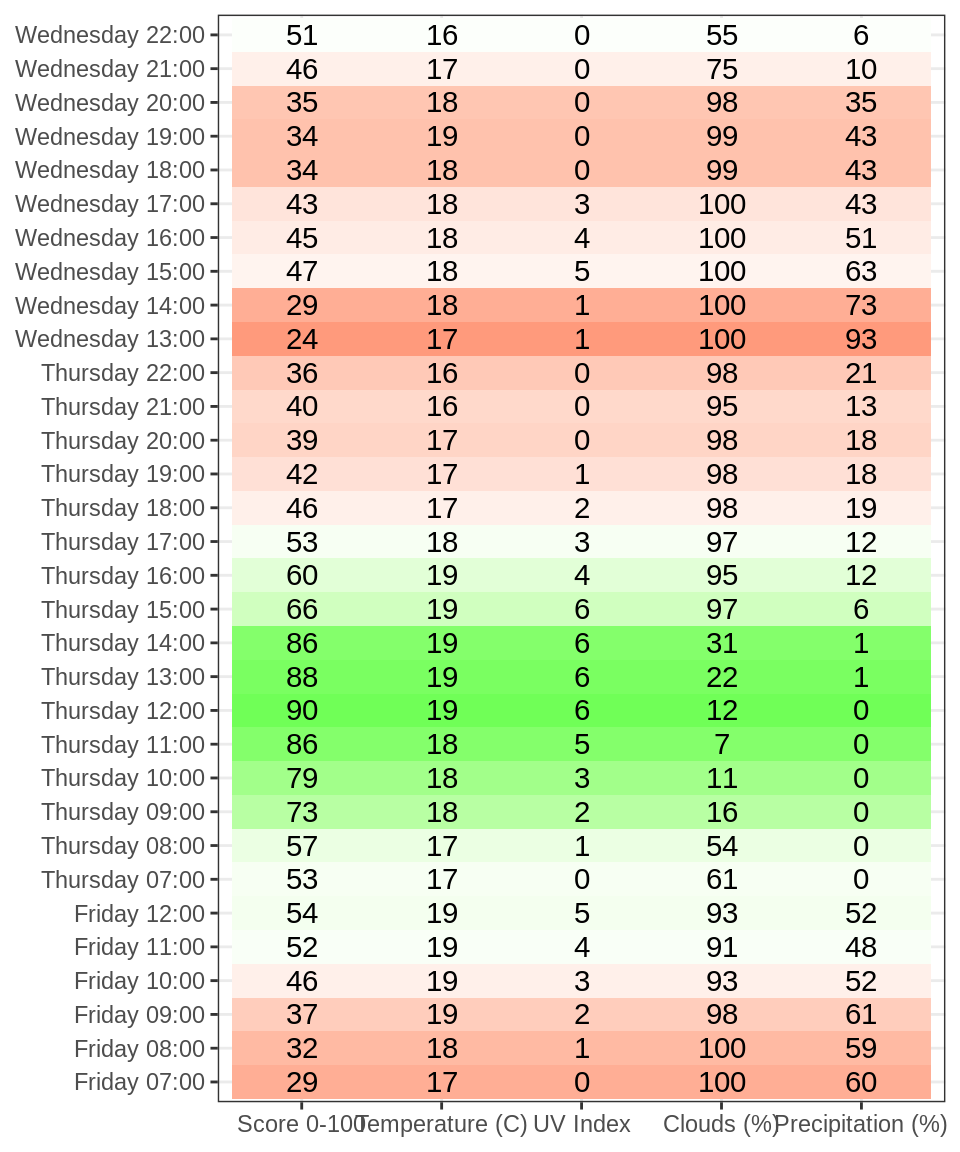 Wednesday 22:00 51 16 0 55 6
Wednesday 21:00 46 17 0 75 10
Wednesday 20:00 35 18 0 98 35
Wednesday 19:00 34 19 0 99 43
Wednesday 18:00 34 18 0 99 43
Wednesday 17:00 43 18 3 100 43
Wednesday 16:00 45 18 4 100 51
Wednesday 15:00 47 18 5 100 63
Wednesday 14:00 29 18 1 100 73
Wednesday 13:00 24 17 1 100 93
Thursday 22:00 36 16 0 98 21
Thursday 21:00 40 16 0 95 13
Thursday 20:00 39 17 0 98 18
Thursday 19:00 42 17 1 98 18
Thursday 18:00 46 17 2 98 19
Thursday 17:00 53 18 3 97 12
Thursday 16:00 60 19 4 95 12
Thursday 15:00 66 19 6 97 6
Thursday 14:00 86 19 6 31 1
Thursday 13:00 88 19 6 22 1
Thursday 12:00 90 19 6 12 0
Thursday 11:00 86 18 5 7 0
Thursday 10:00 79 18 3 11 0
Thursday 09:00 73 18 2 16 0
Thursday 08:00 57 17 1 54 0
Thursday 07:00 53 17 0 61 0
Friday 12:00 54 19 5 93 52
Friday 11:00 52 19 4 91 48
Friday 10:00 46 19 3 93 52
Friday 09:00 37 19 2 98 61
Friday 08:00 32 18 1 100 59
Friday 07:00 29 17 0 100 60
Score 0-100 Temperature (C) UV Index Clouds (%) Precipitation (%)